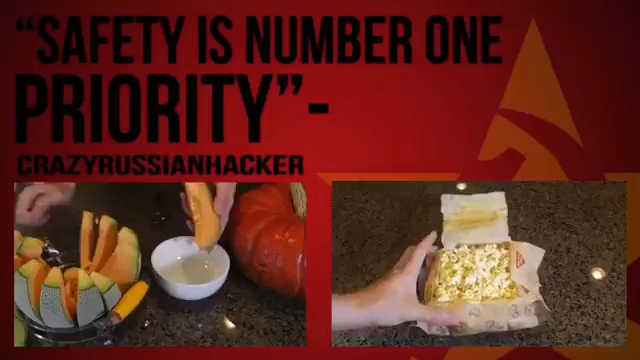 “SAFETY IS NUMBER ONE
PRIORITY”-
CRAZYRUSSIANHACKER